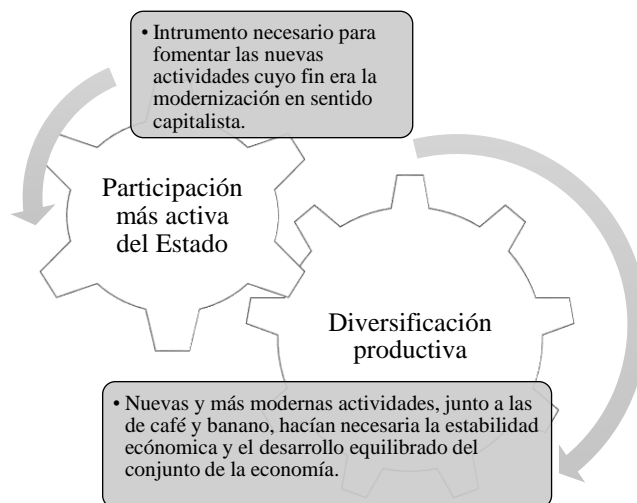 • Intrumento necesario para
fomentar las nuevas
actividades cuyo fin era la
modernización en sentido
capitalista.
Participación
más activa
del Estado
Diversificación
productiva
• Nuevas y más modernas actividades, junto a las
de café y banano, hacían necesaria la estabilidad
ecónomica y el desarrollo equilibrado del
conjunto de la economía.